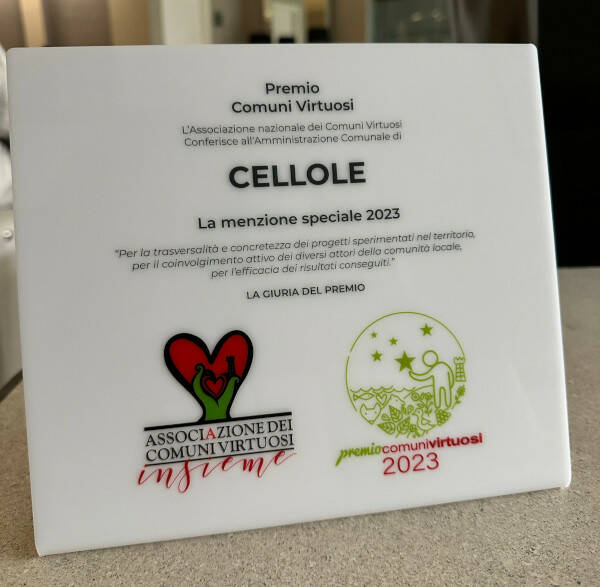 Premio
Comuni Virtuosi
L'Associazione nazionale dei Comuni Virtuosi
Conferisce all'Amministrazione Comunale di
CELLOLE
La menzione speciale 2023
"Per la trasversalità e concretezza dei progetti sperimentati nel territorio,
per il coinvolgimento attivo dei diversi attori della comunità locale,
per l'efficacia dei risultati conseguiti."
LA GIURIA DEL PREMIO
ASSOCIAZIONE DEI
COMUNI VIRTUOSI
insieme
premiocomunivirtuosi
2023